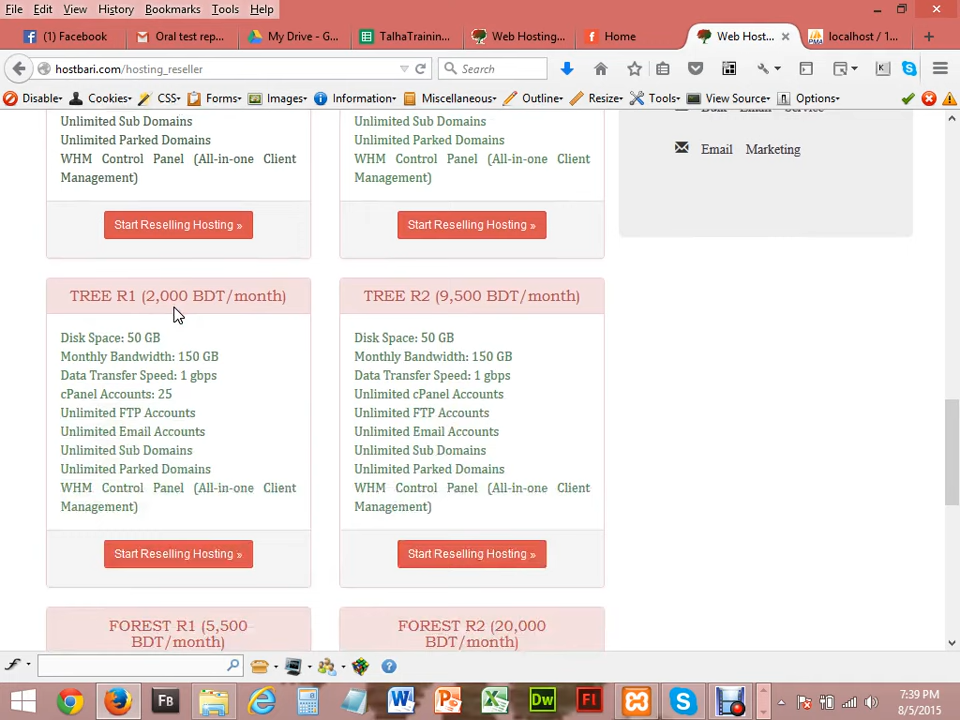 File Edit View History Bookmarks Tools Help
(1) Facebook
Oral test rep...
My Drive - G...
TalhaTrainin...
Web Hosting...
Home
Web Host...
localhost / 1...
hostbari.com/hosting_reseller
Search
Disable
Cookies
CSS
Forms
Images
Information
Miscellaneous
Outline
Resize
Tools
View Source
Options
Unlimited Sub Domains
Unlimited Parked Domains
WHM Control Panel (All-in-one Client
Management)
Start Reselling Hosting »
Unlimited Sub Domains
Unlimited Parked Domains
WHM Control Panel (All-in-one Client
Management)
Start Reselling Hosting »
Email Marketing
TREE R1 (2,000 BDT/month)
Disk Space: 50 GB
Monthly Bandwidth: 150 GB
Data Transfer Speed: 1 gbps
cPanel Accounts: 25
Unlimited FTP Accounts
Unlimited Email Accounts
Unlimited Sub Domains
Unlimited Parked Domains
WHM Control Panel (All-in-one Client
Management)
Start Reselling Hosting »
TREE R2 (9,500 BDT/month)
Disk Space: 50 GB
Monthly Bandwidth: 150 GB
Data Transfer Speed: 1 gbps
Unlimited cPanel Accounts
Unlimited FTP Accounts
Unlimited Email Accounts
Unlimited Sub Domains
Unlimited Parked Domains
WHM Control Panel (All-in-one Client
Management)
Start Reselling Hosting »
FOREST R1 (5,500
BDT/month)
FOREST R2 (20,000
BDT/month)
7:39 PM
8/5/2015